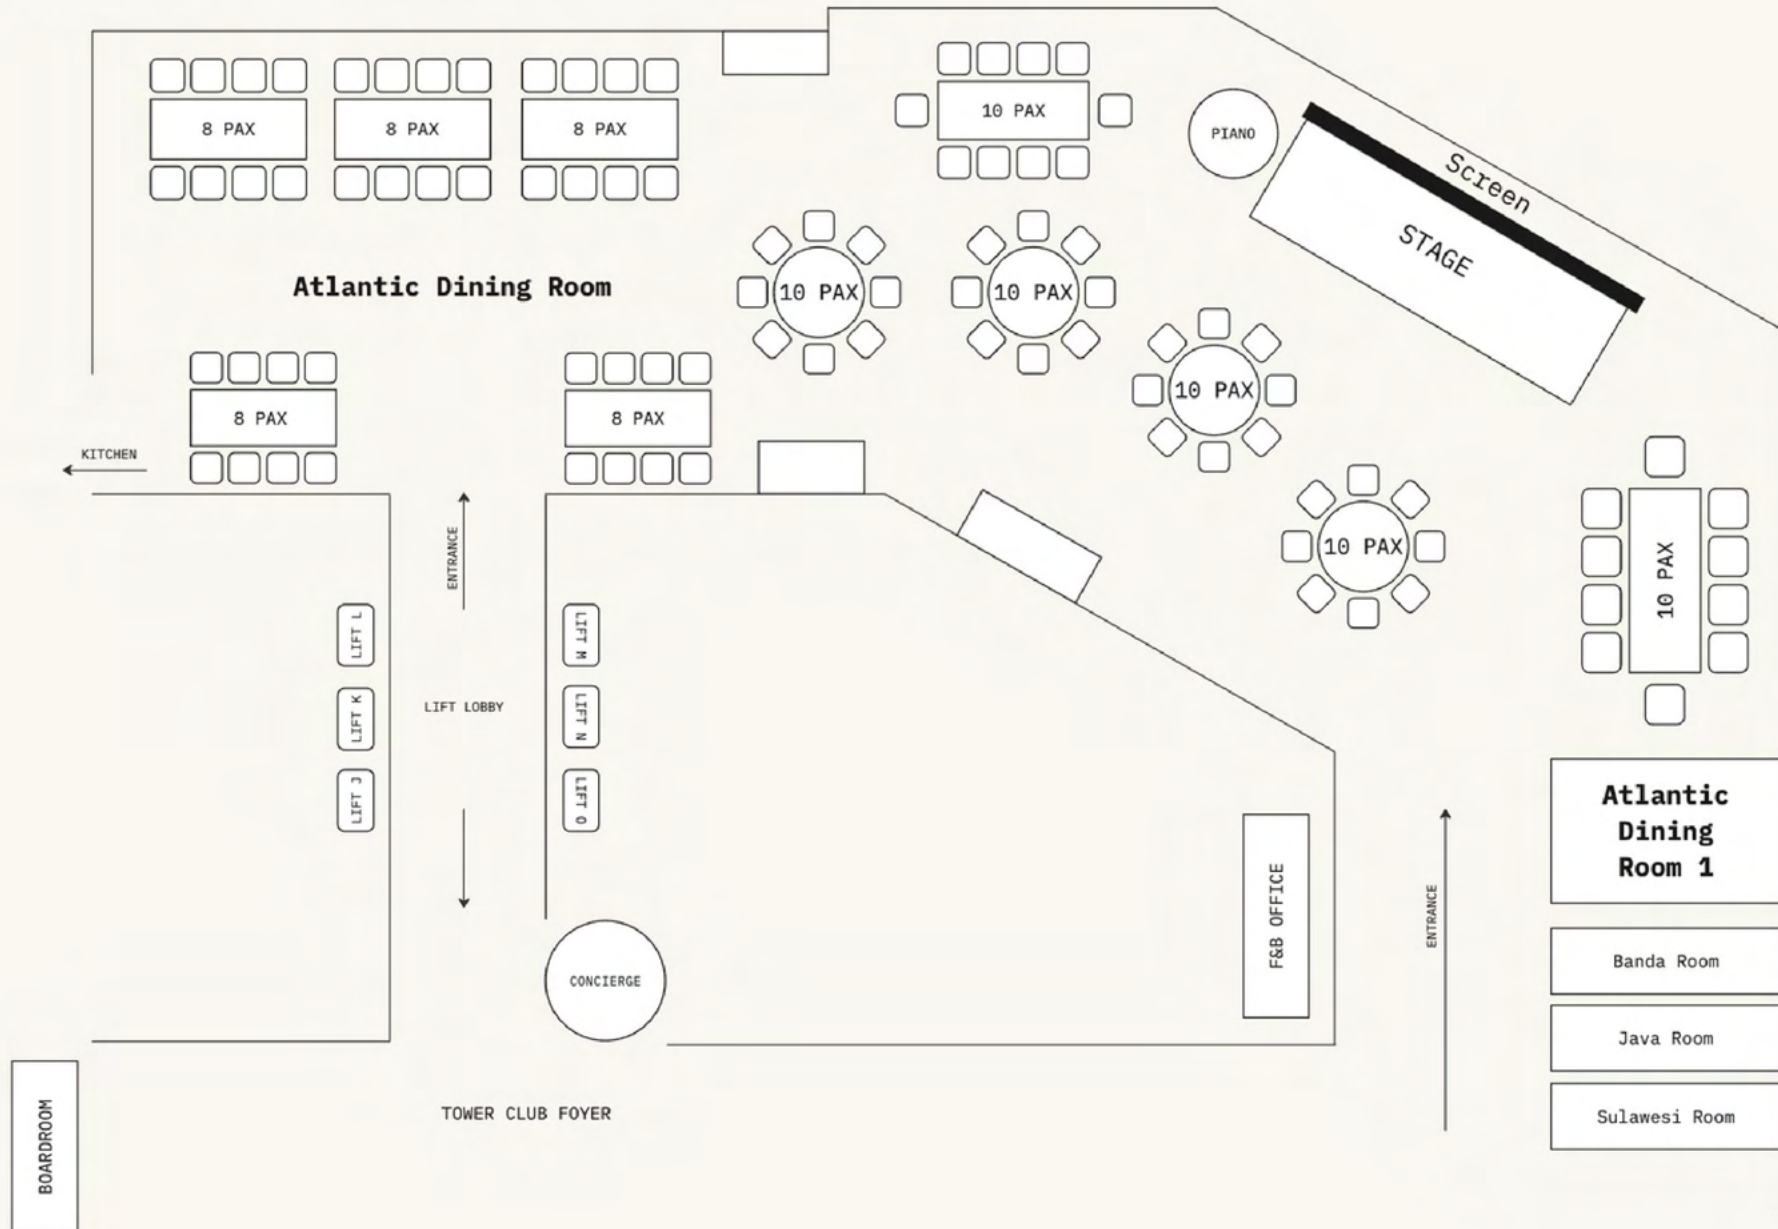 8 PAX
8 PAX
8 PAX
10 PAX
PIANO
Screen
STAGE
Atlantic Dining Room
10 PAX
10 PAX
10 PAX
8 PAX
8 PAX
KITCHEN
ENTRANCE
10 PAX
10 PAX
LIFT L
LIFT M
LIFT K
LIFT LOBBY
LIFT N
LIFT J
LIFT O
Atlantic
Dining
Room 1
F&B OFFICE
ENTRANCE
CONCIERGE
Banda Room
Java Room
Sulawesi Room
TOWER CLUB FOYER
BOARDROOM